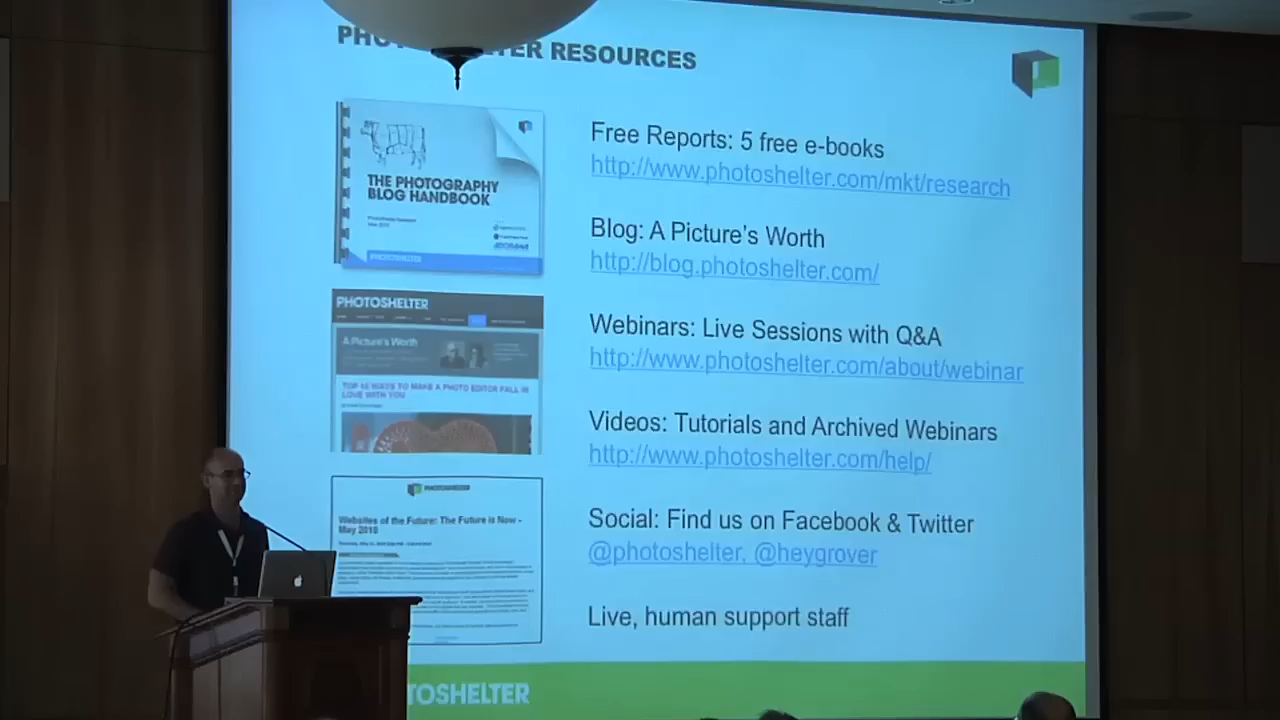 PHOTOSHELTER RESOURCES
THE PHOTOGRAPHY
BLOG HANDBOOK
PHOTOSHELTER
Free Reports: 5 free e-books
http://www.photoshelter.com/mkt/research
Blog: A Picture's Worth
http://blog.photoshelter.com/
PHOTOSHELTER
A Picture's Worth
TOP 10 WAYS TO MAKE A PHOTO EDITOR FALL IN
LOVE WITH YOU
Webinars: Live Sessions with Q&A
http://www.photoshelter.com/about/webinar
Videos: Tutorials and Archived Webinars
http://www.photoshelter.com/help/
PHOTOSHELTER
Websites of the Future: The Future is Now -
May 2010
Social: Find us on Facebook & Twitter
@photoshelter, @heygrover
Live, human support staff
TOSHELTER